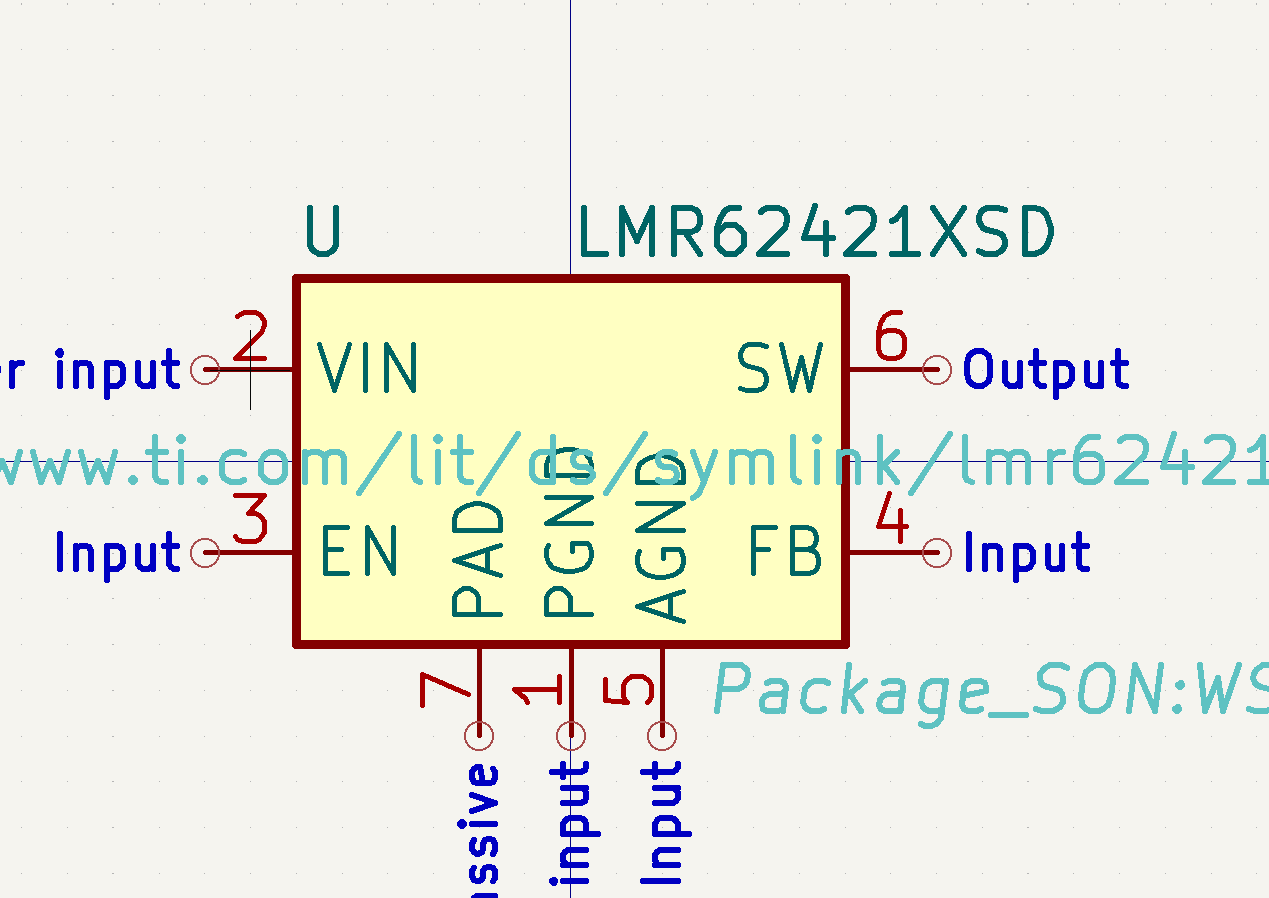 U LMR62421XSD
2 6
input VIN SW Output
www.ti.com/lit/ds/symlink/lmr62421
3 4
Input EN FB Input
PAD
PGND
AGND
7
1
5
Package_SON:WS
input
Input